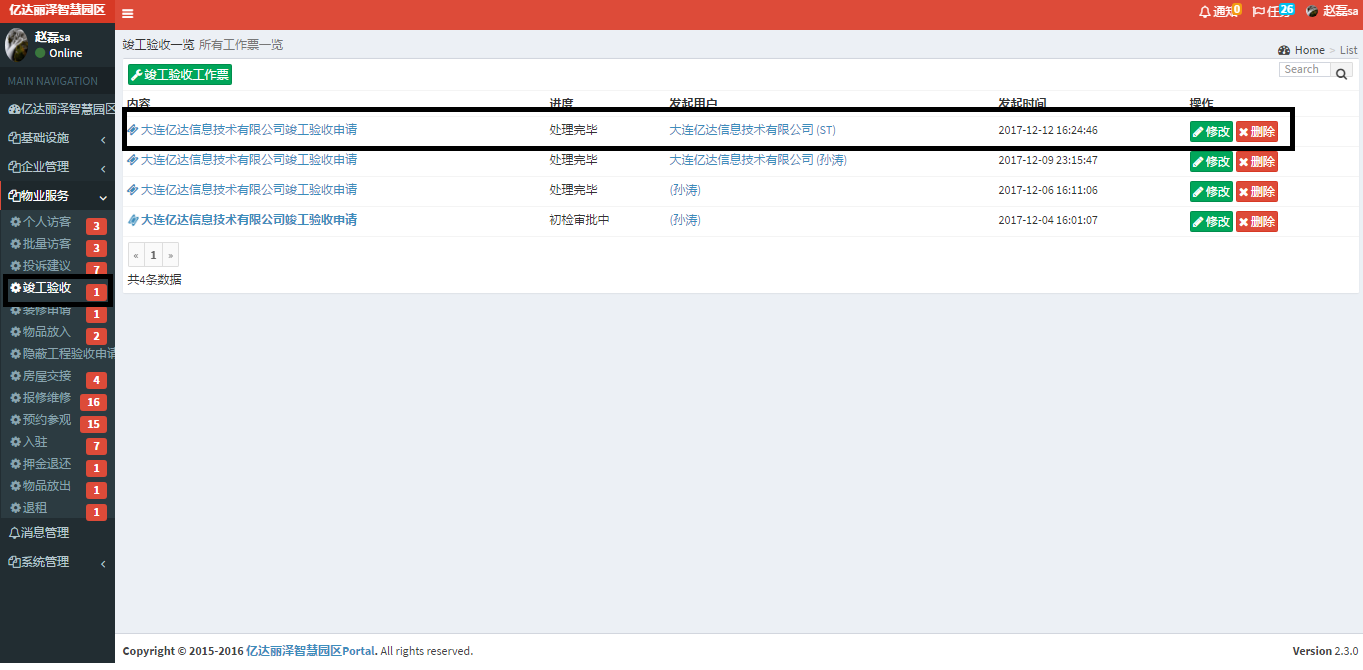 亿达丽泽智慧园区
通知 0
任务 26
赵磊sa
赵磊sa
Online
MAIN NAVIGATION
亿达丽泽智慧园区
基础设施
企业管理
物业服务
个人访客 3
批量访客 3
投诉建议 7
竣工验收 1
装修申请 1
物品放入 2
隐蔽工程验收申请
房屋交接 4
报修维修 16
预约参观 15
入驻 7
押金退还 1
物品放出 1
退租 1
消息管理
系统管理
竣工验收一览 所有工作票一览
Home > List
竣工验收工作票
Search
内容 进度 发起用户 发起时间 操作
大连亿达信息技术有限公司竣工验收申请 处理完毕 大连亿达信息技术有限公司 (ST) 2017-12-12 16:24:46 修改 删除
大连亿达信息技术有限公司竣工验收申请 处理完毕 大连亿达信息技术有限公司 (孙涛) 2017-12-09 23:15:47 修改 删除
大连亿达信息技术有限公司竣工验收申请 处理完毕 (孙涛) 2017-12-06 16:11:06 修改 删除
大连亿达信息技术有限公司竣工验收申请 初检审批中 (孙涛) 2017-12-04 16:01:07 修改 删除
« 1 »
共4条数据
Copyright © 2015-2016 亿达丽泽智慧园区Portal. All rights reserved.
Version 2.3.0